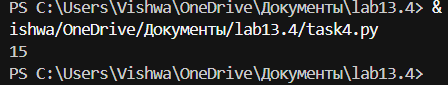 PS C:\Users\Vishwa\OneDrive\Документы\lab13.4> &
ishwa/OneDrive/Документы/lab13.4/task4.py
15
PS C:\Users\Vishwa\OneDrive\Документы\lab13.4>